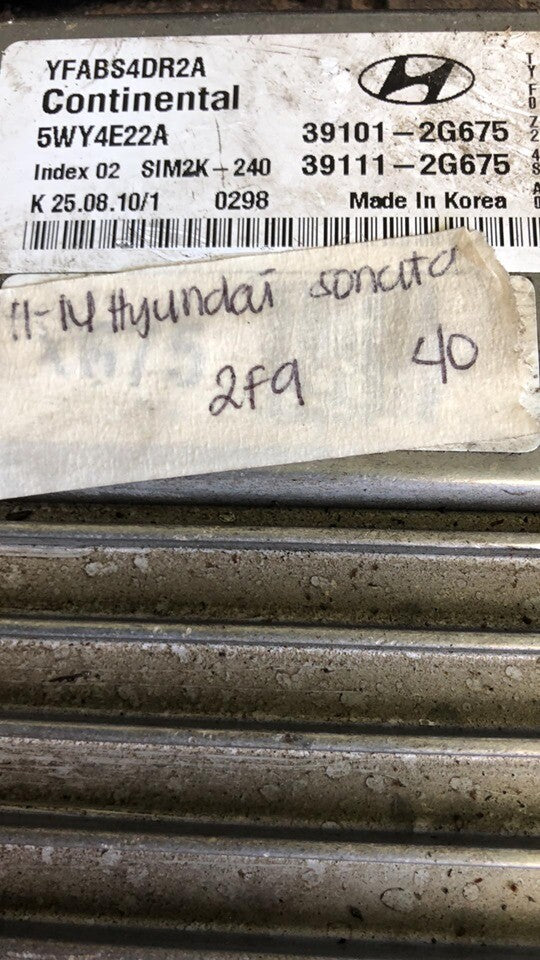 YFABS4DR2A
Continental
5WY4E22A 39101-2G675
Index 02 SIM2K-240 39111-2G675
K 25.08.10/1 0298 Made In Korea
11-14 Hyundai sonata
2F9 40